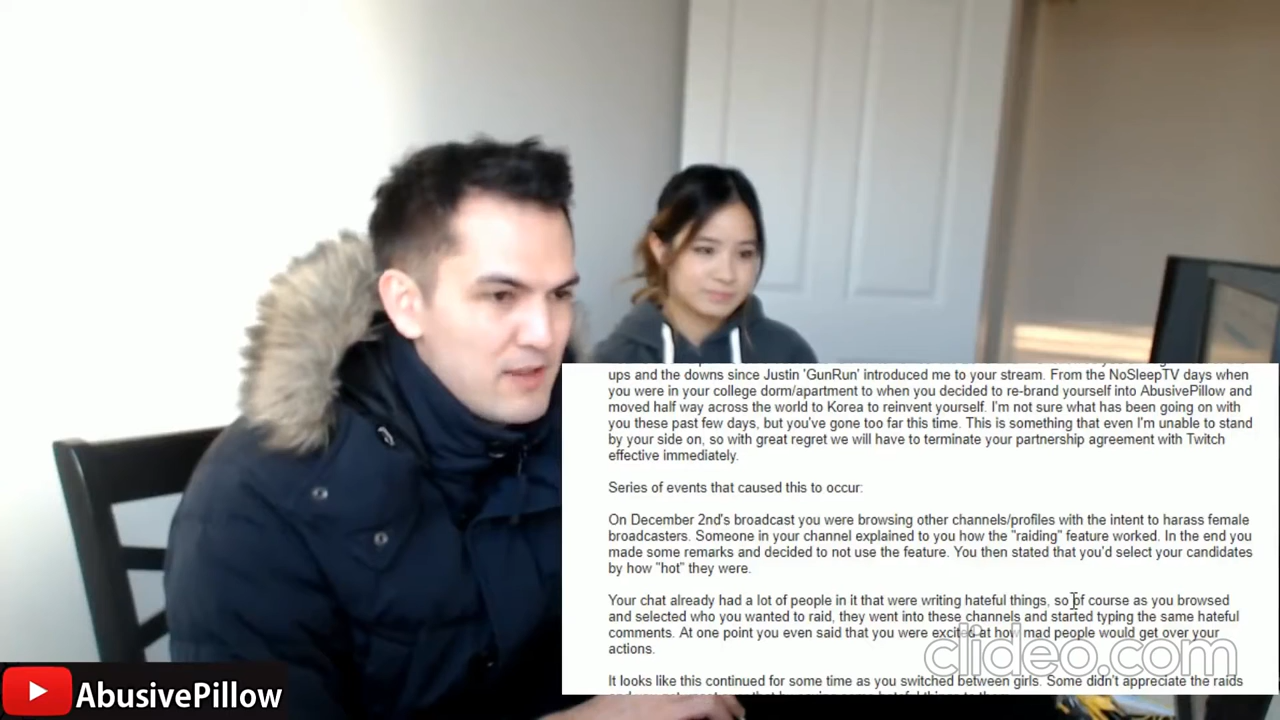 ups and the downs since Justin 'GunRun' introduced me to your stream. From the NoSleepTV days when
you were in your college dorm/apartment to when you decided to re-brand yourself into AbusivePillow and
moved half way across the world to Korea to reinvent yourself. I'm not sure what has been going on with
you these past few days, but you've gone too far this time. This is something that even I'm unable to stand
by your side on, so with great regret we will have to terminate your partnership agreement with Twitch
effective immediately.
Series of events that caused this to occur:
On December 2nd's broadcast you were browsing other channels/profiles with the intent to harass female
broadcasters. Someone in your channel explained to you how the "raiding" feature worked. In the end you
made some remarks and decided to not use the feature. You then stated that you'd select your candidates
by how "hot" they were.
Your chat already had a lot of people in it that were writing hateful things, so of course as you browsed
and selected who you wanted to raid, they went into these channels and started typing the same hateful
comments. At one point you even said that you were excited at how mad people would get over your
actions.
It looks like this continued for some time as you switched between girls. Some didn't appreciate the raids
clideo.com
AbusivePillow